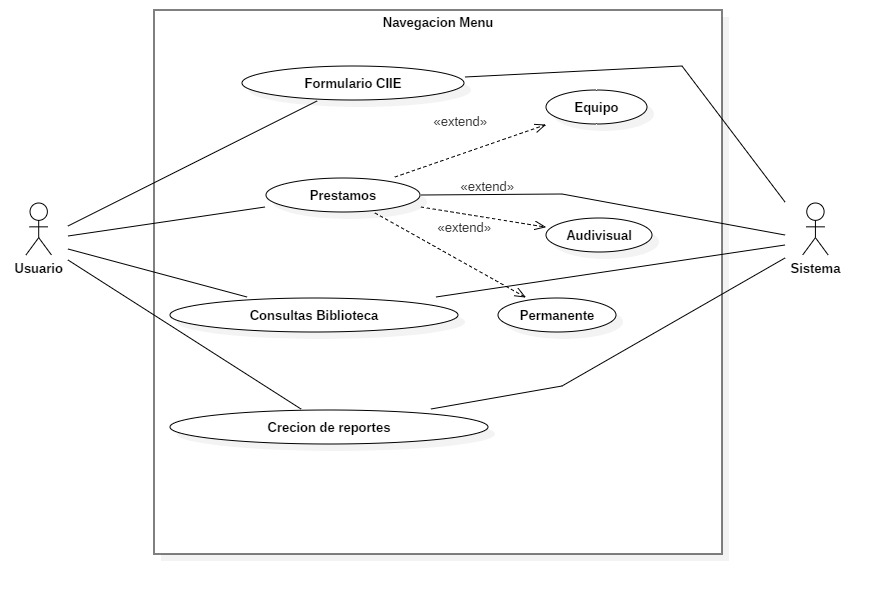 Navegacion Menu
Formulario CIIE
Equipo
«extend»
Prestamos
«extend»
«extend»
Audivisual
Usuario
Sistema
Consultas Biblioteca
Permanente
Crecion de reportes